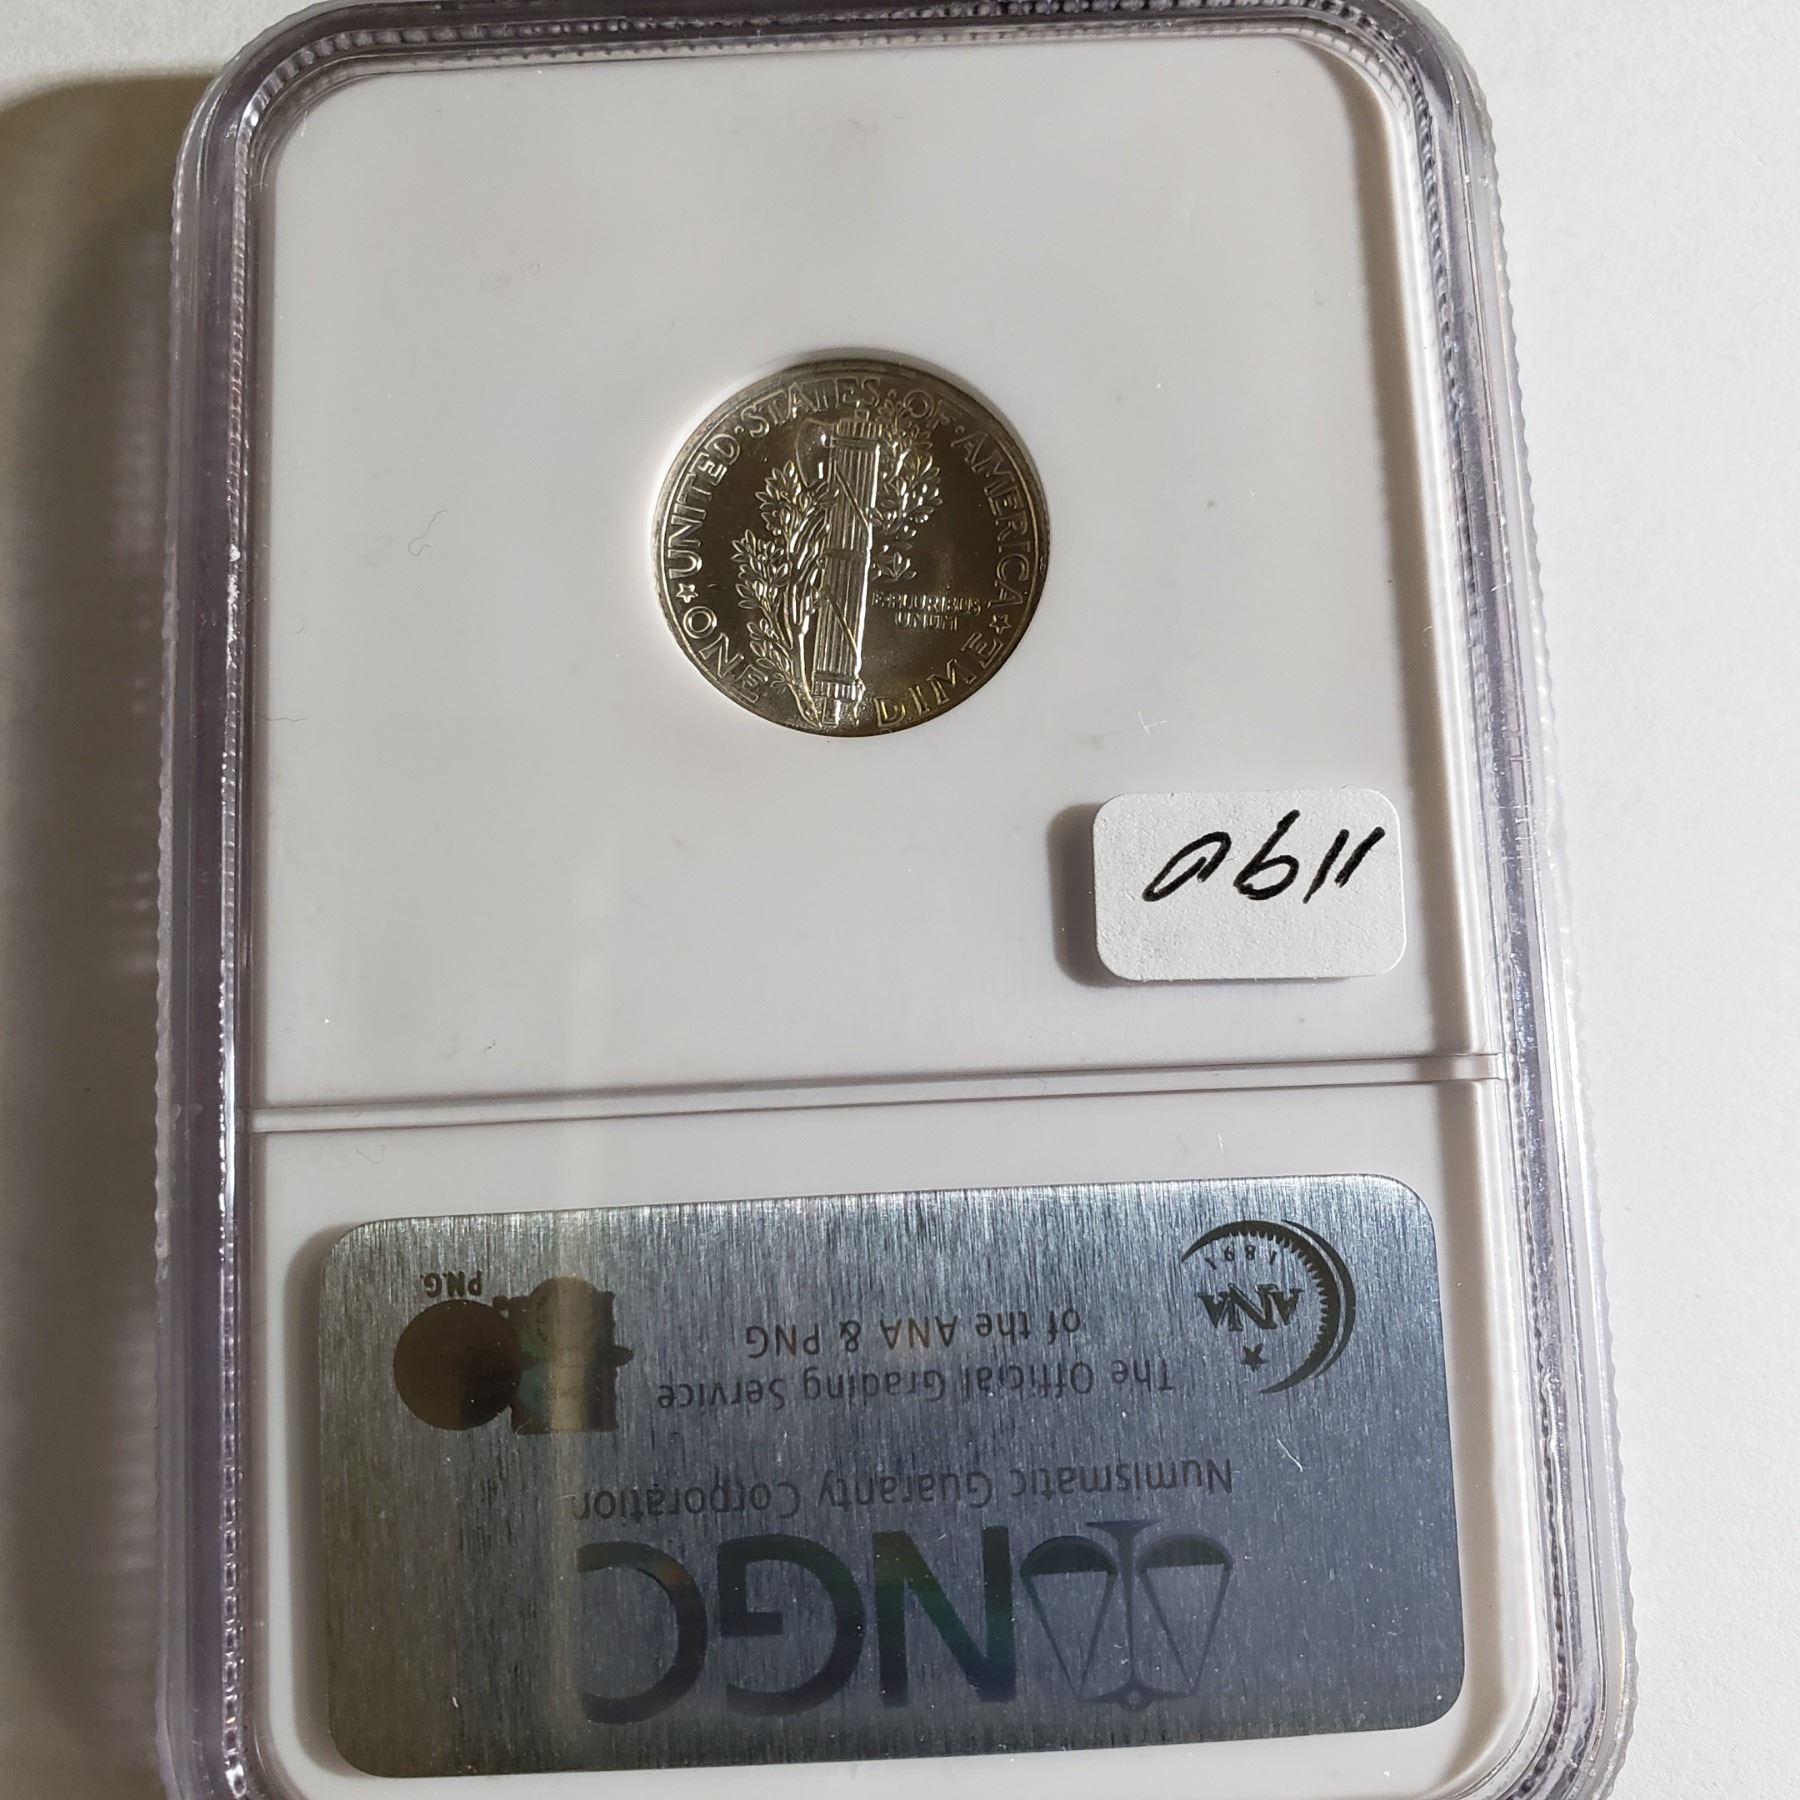 UNITED·STATES·OF·AMERICA
E·PLURIBUS
UNUM
ONE DIME
NGC
Numismatic Guaranty Corporation
The Official Grading Service
of the ANA & PNG
ANA
1891
PNG